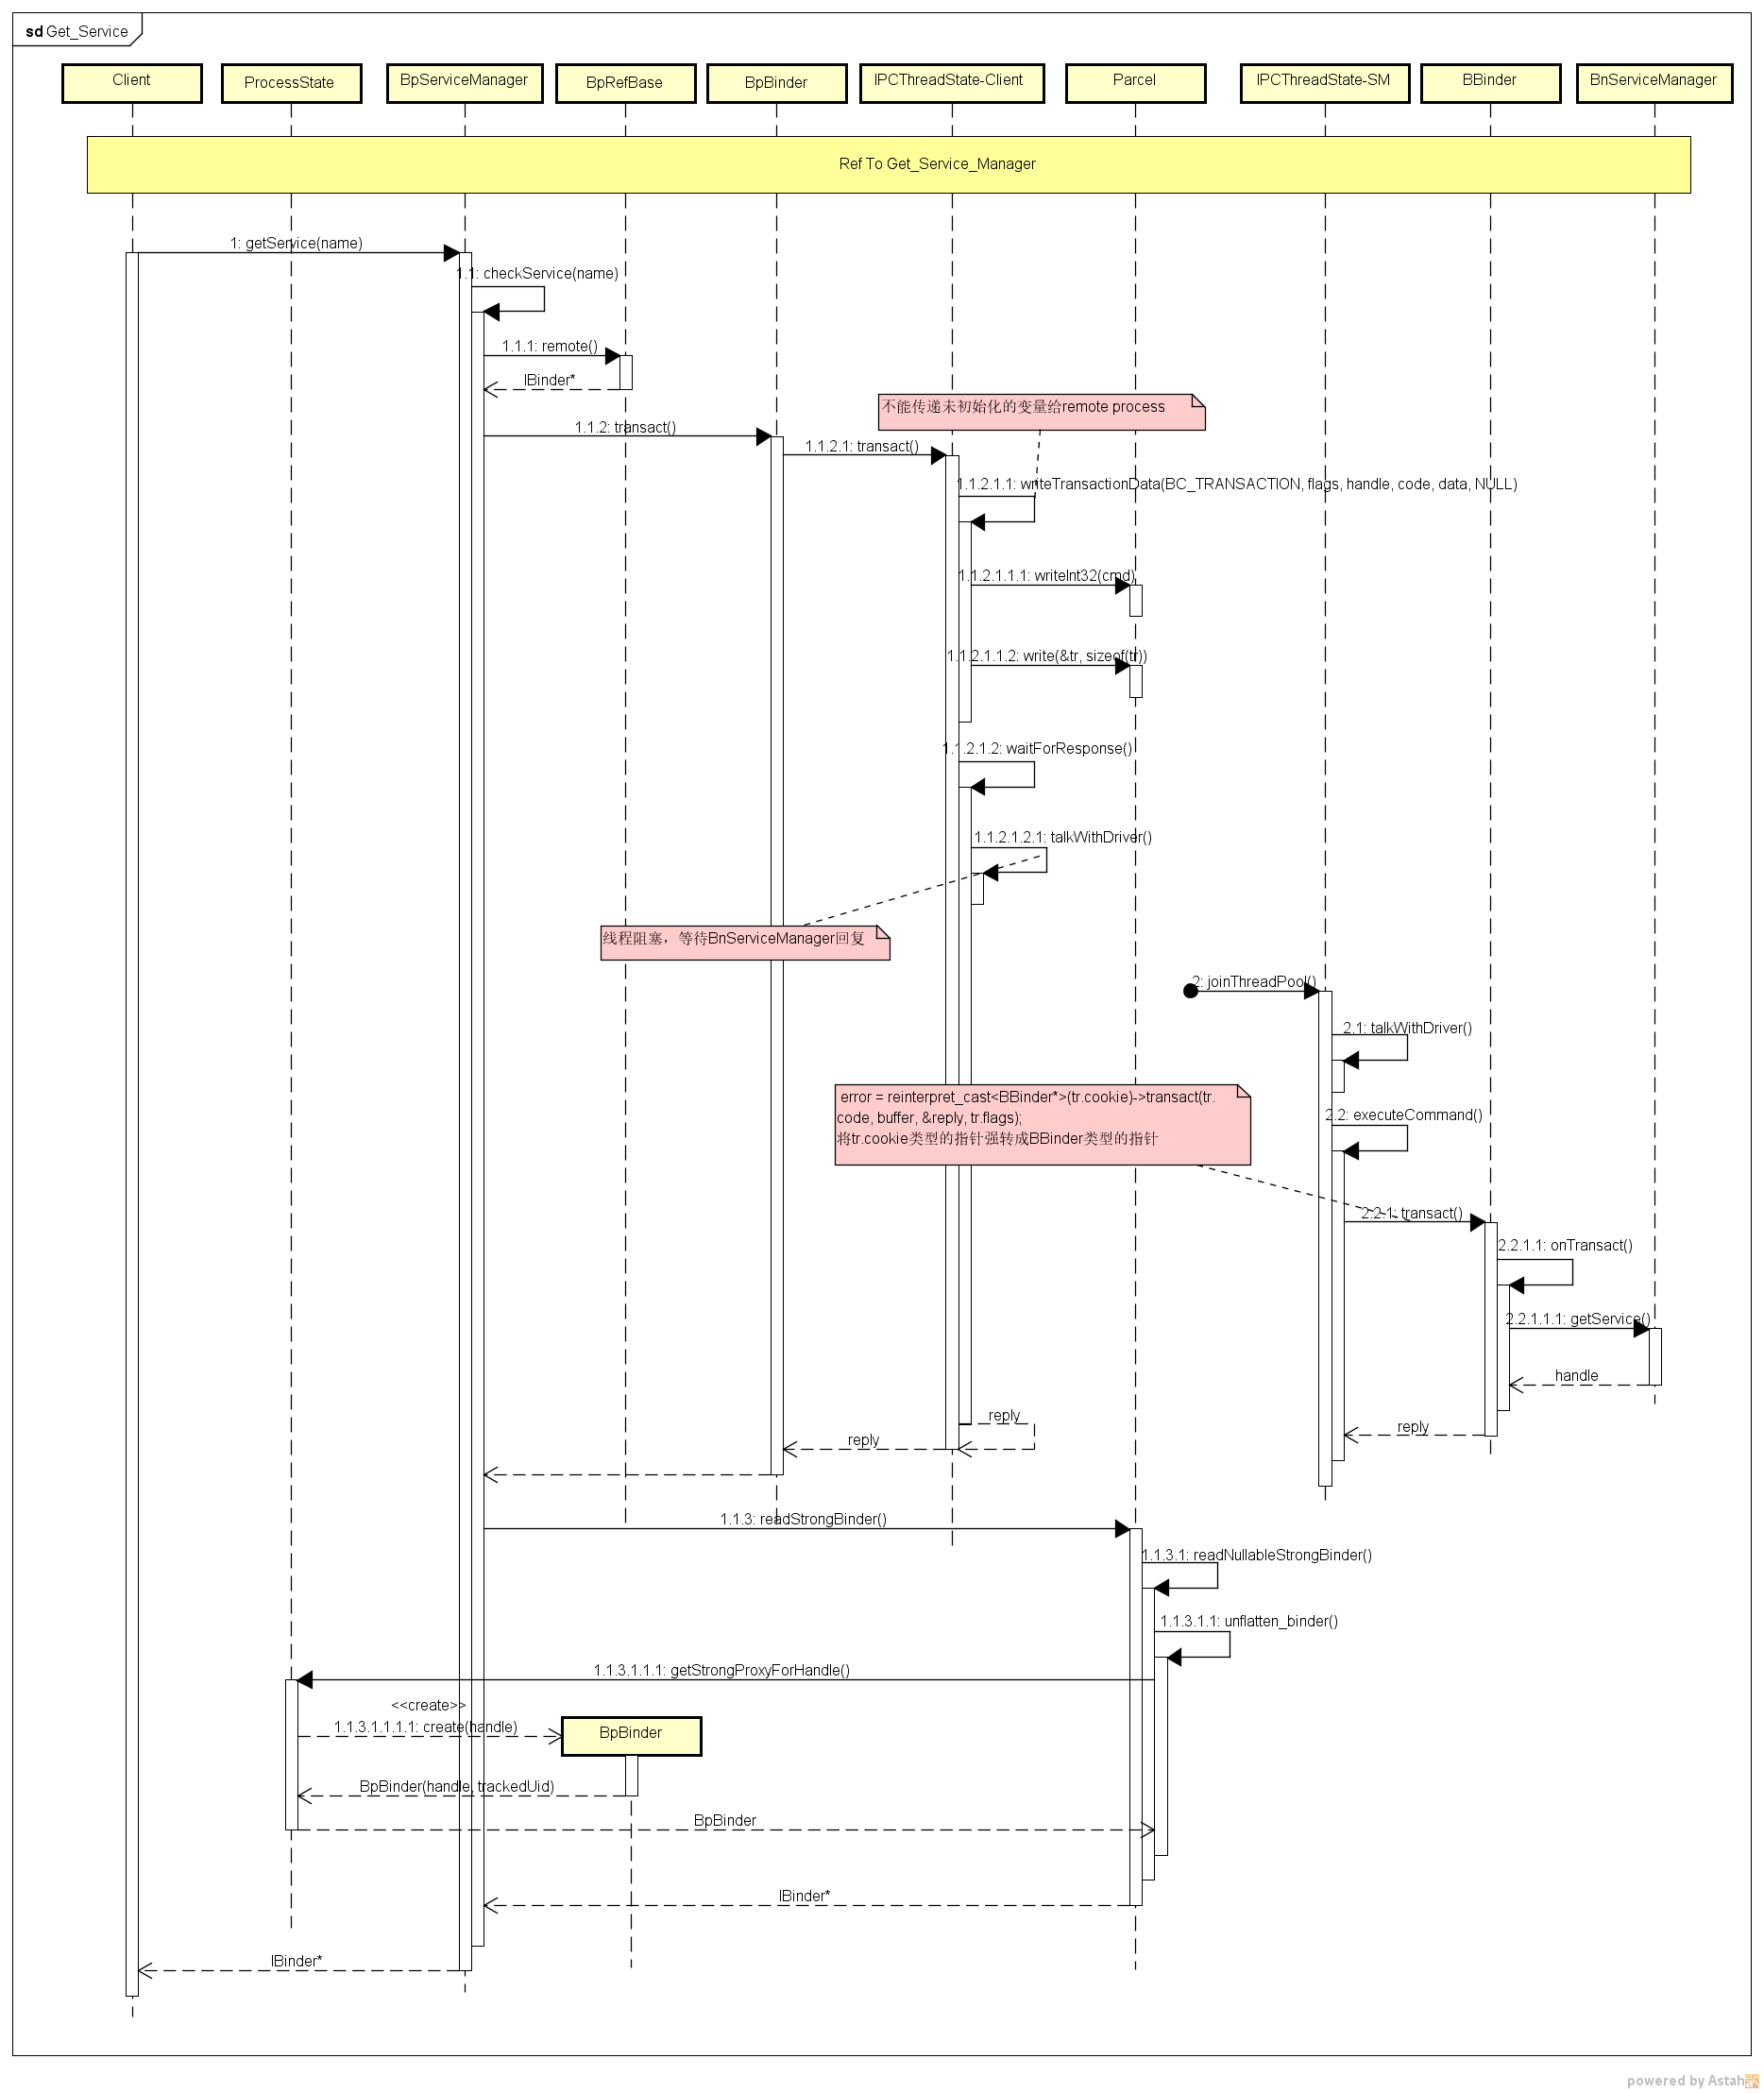 sd Get_Service
Client
ProcessState
BpServiceManager
BpRefBase
BpBinder
IPCThreadState-Client
Parcel
IPCThreadState-SM
BBinder
BnServiceManager
Ref To Get_Service_Manager
1: getService(name)
1.1: checkService(name)
1.1.1: remote()
IBinder*
不能传递未初始化的变量给remote process
1.1.2: transact()
1.1.2.1: transact()
1.1.2.1.1: writeTransactionData(BC_TRANSACTION, flags, handle, code, data, NULL)
1.1.2.1.1.1: writeInt32(cmd)
1.1.2.1.1.2: write(&tr, sizeof(tr))
1.1.2.1.2: waitForResponse()
1.1.2.1.2.1: talkWithDriver()
线程阻塞，等待BnServiceManager回复
2: joinThreadPool()
2.1: talkWithDriver()
error = reinterpret_cast<BBinder*>(tr.cookie)->transact(tr.
code, buffer, &reply, tr.flags);
将tr.cookie类型的指针强转成BBinder类型的指针
2.2: executeCommand()
2.2.1: transact()
2.2.1.1: onTransact()
2.2.1.1.1: getService()
handle
reply
reply
reply
1.1.3: readStrongBinder()
1.1.3.1: readNullableStrongBinder()
1.1.3.1.1: unflatten_binder()
1.1.3.1.1.1: getStrongProxyForHandle()
<<create>>
1.1.3.1.1.1.1: create(handle)
BpBinder
BpBinder(handle, trackedUid)
BpBinder
IBinder*
IBinder*
powered by Astah